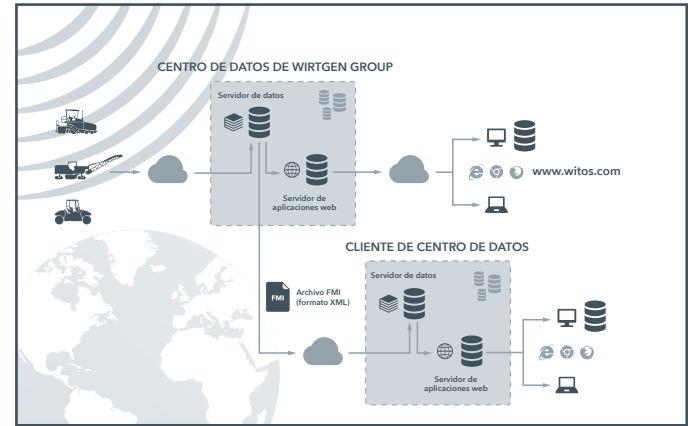 CENTRO DE DATOS DE WIRTGEN GROUP
Servidor de datos
Servidor de
aplicaciones web
www.witos.com
CLIENTE DE CENTRO DE DATOS
Servidor de datos
FMI
Archivo FMI
(formato XML)
Servidor de
aplicaciones web